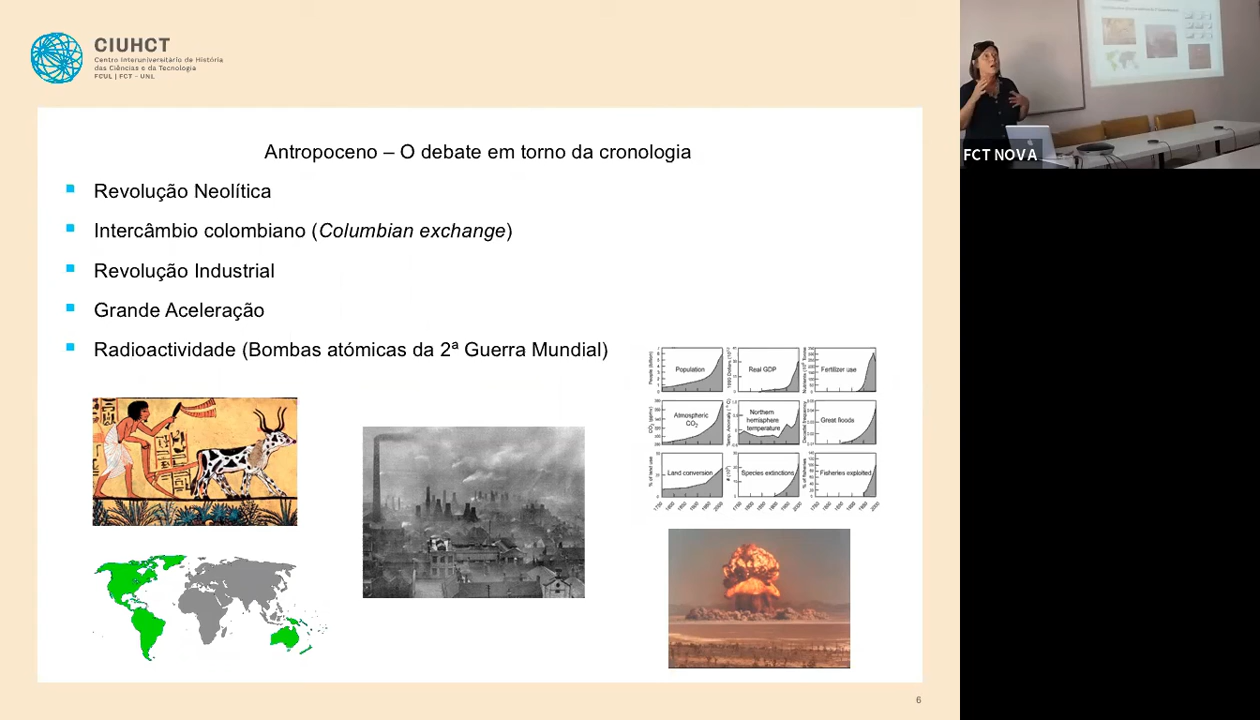 CIUHCT
Centro Interuniversitário de História
das Ciências e da Tecnologia
FCUL | FCT - UNL
Antropoceno – O debate em torno da cronologia
Revolução Neolítica
Intercâmbio colombiano (Columbian exchange)
Revolução Industrial
Grande Aceleração
Radioactividade (Bombas atómicas da 2ª Guerra Mundial)
Population
Real GDP
Fertilizer use
Atmospheric
CO₂
Northern
hemisphere
temperature
Great floods
Land conversion
Species extinctions
Fisheries exploited
6
FCT NOVA